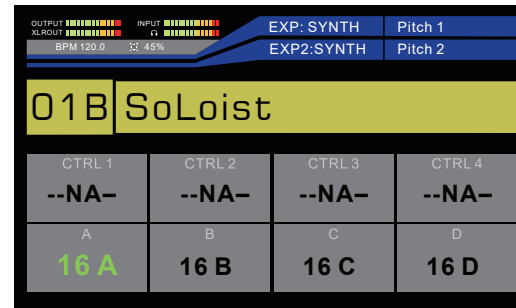 OUTPUT INPUT EXP: SYNTH Pitch 1
XLROUT
BPM 120.0 45% EXP2:SYNTH Pitch 2
01B SoLoist
CTRL 1 CTRL 2 CTRL 3 CTRL 4
--NA– --NA– --NA– --NA–
A B C D
16 A 16 B 16 C 16 D